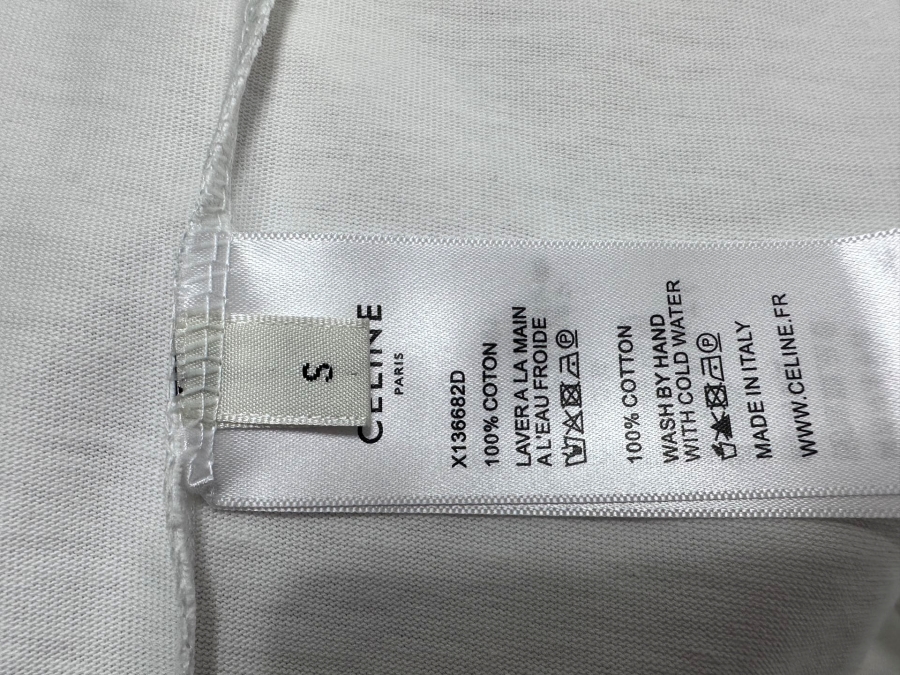 S
CELINE
PARIS
X136682D
100% COTON
LAVER A LA MAIN
A L'EAU FROIDE
P
100% COTTON
WASH BY HAND
WITH COLD WATER
P
MADE IN ITALY
WWW.CELINE.FR